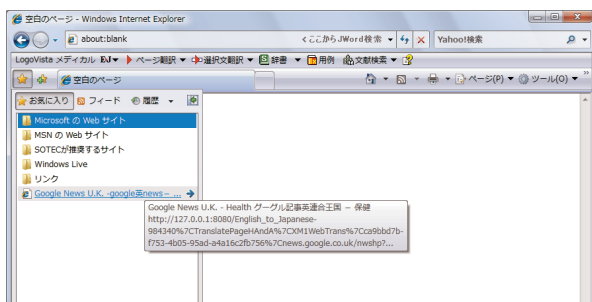 空白のページ - Windows Internet Explorer
about:blank
<ここからJWord検索
Yahoo!検索
LogoVista メディカル EJ ページ翻訳 選択文翻訳 辞書 用例 文献検索
空白のページ
ページ(P) ツール(O) »
お気に入り フィード 履歴
Microsoft の Web サイト
MSN の Web サイト
SOTECが推奨するサイト
Windows Live
リンク
Google News U.K. -google英news－ ...
Google News U.K. - Health グーグル記事英連合王国 － 保健
http://127.0.0.1:8080/English_to_Japanese-
984340%7CTranslatePageHAndA%7CXM1WebTrans%7Cca9bbd7b-
f753-4b05-95ad-a4a16c2fb756%7Cnews.google.co.uk/nwshp?...